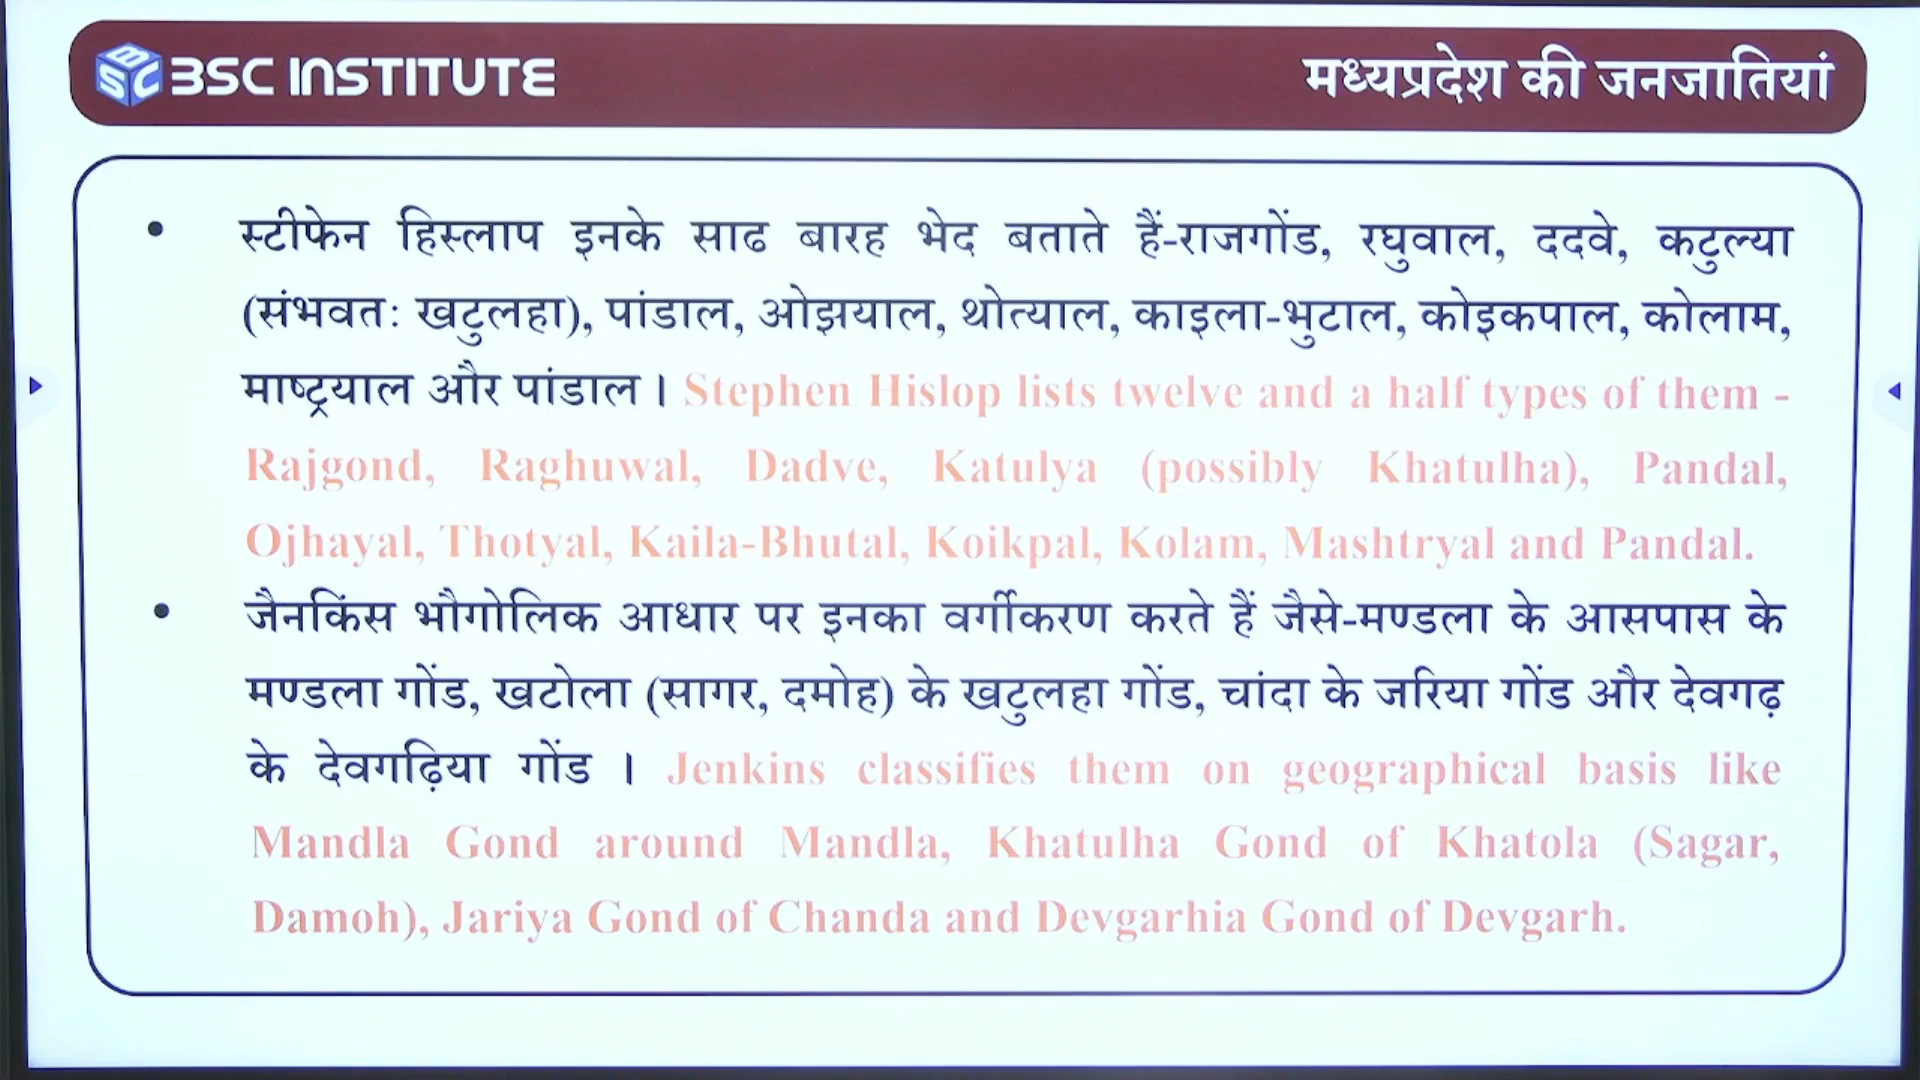 BSC INSTITUTE
मध्यप्रदेश की जनजातियां
• स्टीफेन हिस्लाप इनके साढ बारह भेद बताते हैं-राजगोंड, रघुवाल, ददवे, कटुल्या
(संभवतः खटुलहा), पांडाल, ओझयाल, थोत्याल, काइला-भुटाल, कोइकपाल, कोलाम,
माष्ट्रयाल और पांडाल । Stephen Hislop lists twelve and a half types of them -
Rajgond, Raghuwal, Dadve, Katulya (possibly Khatulha), Pandal,
Ojhayal, Thotyal, Kaila-Bhutal, Koikpal, Kolam, Mashtryal and Pandal.
• जैनकिंस भौगोलिक आधार पर इनका वर्गीकरण करते हैं जैसे-मण्डला के आसपास के
मण्डला गोंड, खटोला (सागर, दमोह) के खटुलहा गोंड, चांदा के जरिया गोंड और देवगढ़
के देवगढ़िया गोंड । Jenkins classifies them on geographical basis like
Mandla Gond around Mandla, Khatulha Gond of Khatola (Sagar,
Damoh), Jariya Gond of Chanda and Devgarhia Gond of Devgarh.